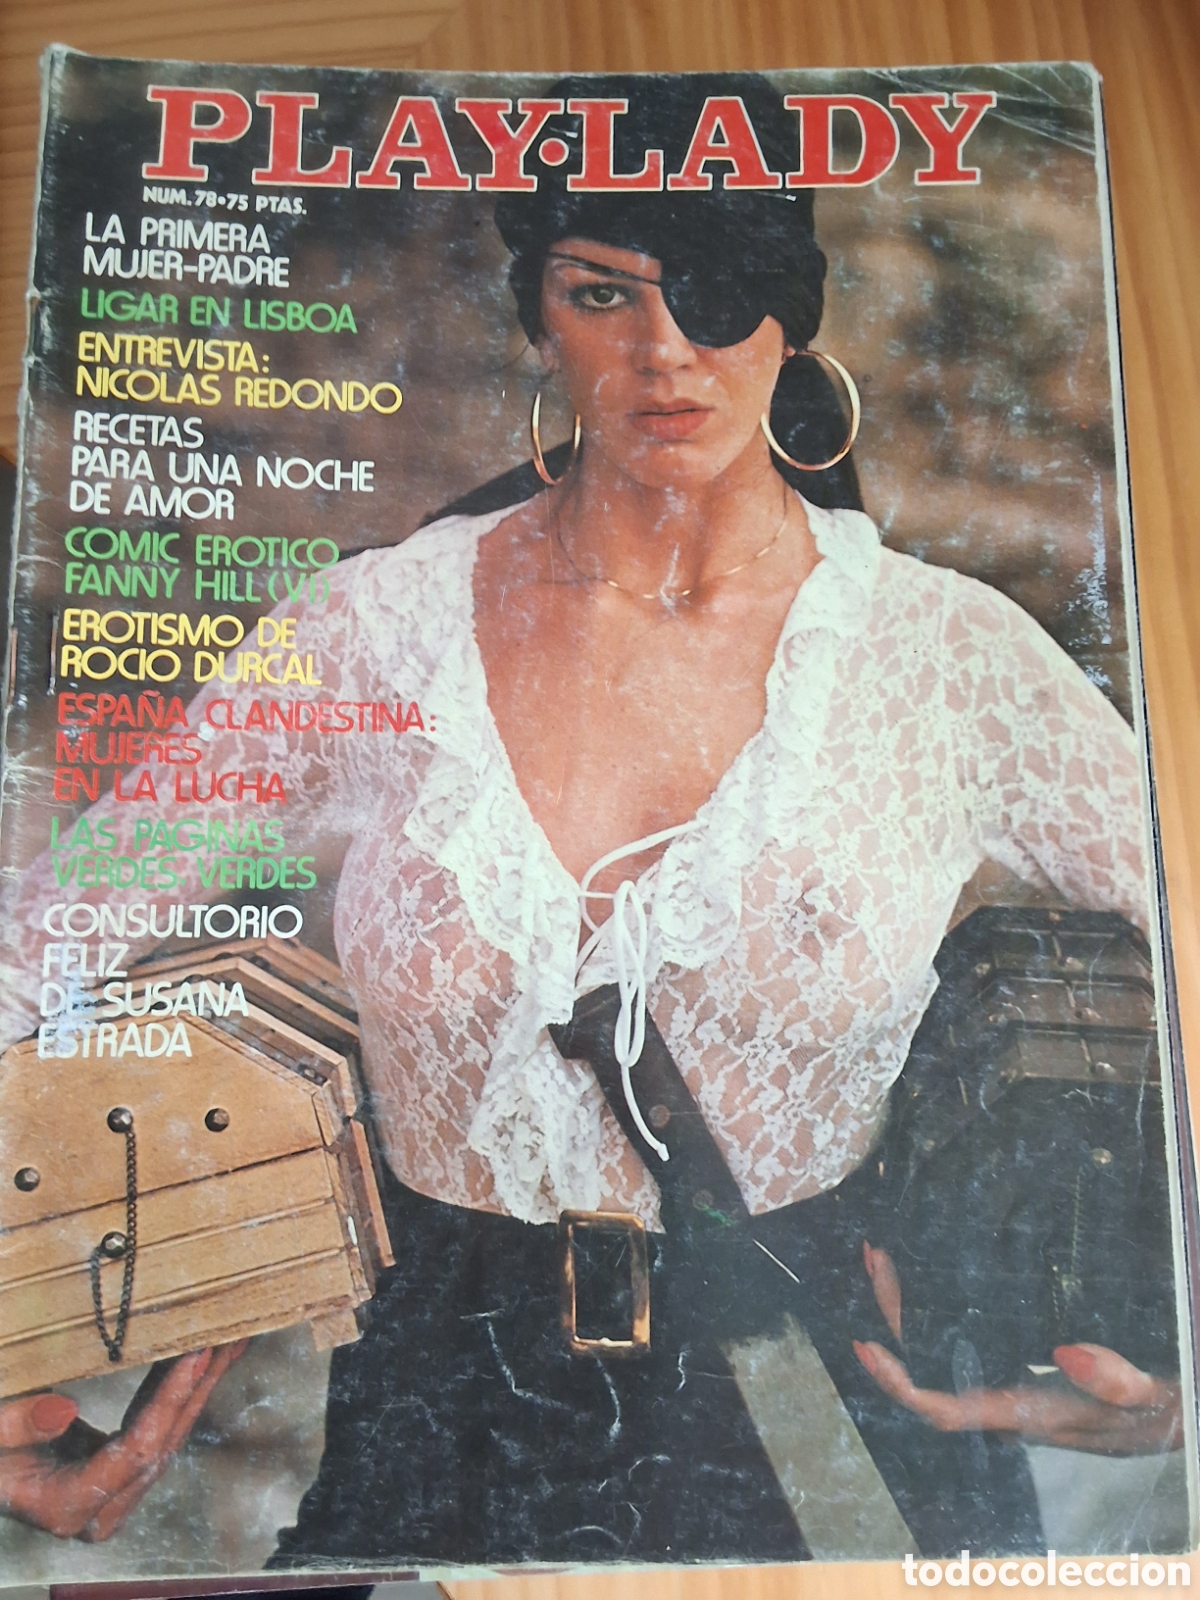 PLAY·LADY
NUM. 78•75 PTAS.
LA PRIMERA
MUJER-PADRE
LIGAR EN LISBOA
ENTREVISTA:
NICOLAS REDONDO
RECETAS
PARA UNA NOCHE
DE AMOR
COMIC EROTICO
FANNY HILL (VI)
EROTISMO DE
ROCIO DURCAL
ESPAÑA CLANDESTINA:
MUJERES
EN LA LUCHA
LAS PAGINAS
VERDES, VERDES
CONSULTORIO
FELIZ
DE SUSANA
ESTRADA
todocoleccion